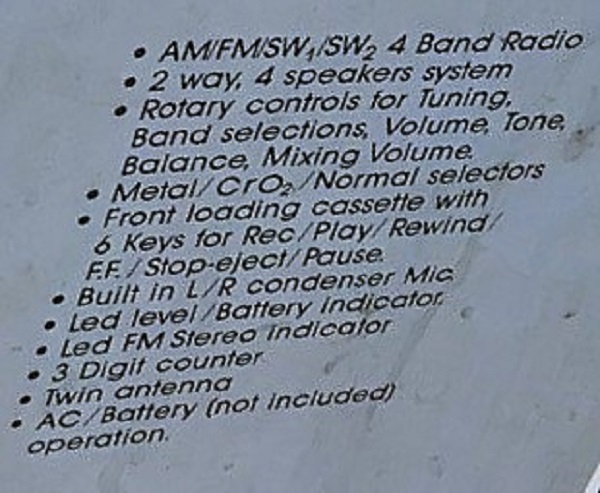 • AM/FM/SW₁/SW₂ 4 Band Radio
• 2 way, 4 speakers system
• Rotary controls for Tuning,
Band selections, Volume, Tone,
Balance, Mixing Volume.
• Metal/CrO₂/Normal selectors
• Front loading cassette with
6 Keys for Rec/Play/Rewind/
F.F./Stop-eject/Pause.
• Built in L/R condenser Mic.
• Led level/Battery indicator.
• Led FM Stereo indicator
• 3 Digit counter
• Twin antenna
• AC/Battery (not included)
operation.